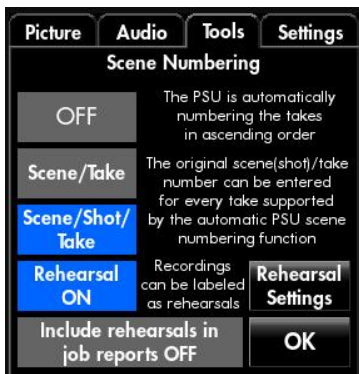 Picture Audio Tools Settings
Scene Numbering
OFF
The PSU is automatically
numbering the takes
in ascending order
Scene/Take
The original scene(shot)/take
number can be entered
for every take supported
by the automatic PSU scene
numbering function
Scene/Shot/
Take
Rehearsal
ON
Recordings
can be labeled
as rehearsals
Rehearsal
Settings
Include rehearsals in
job reports OFF
OK